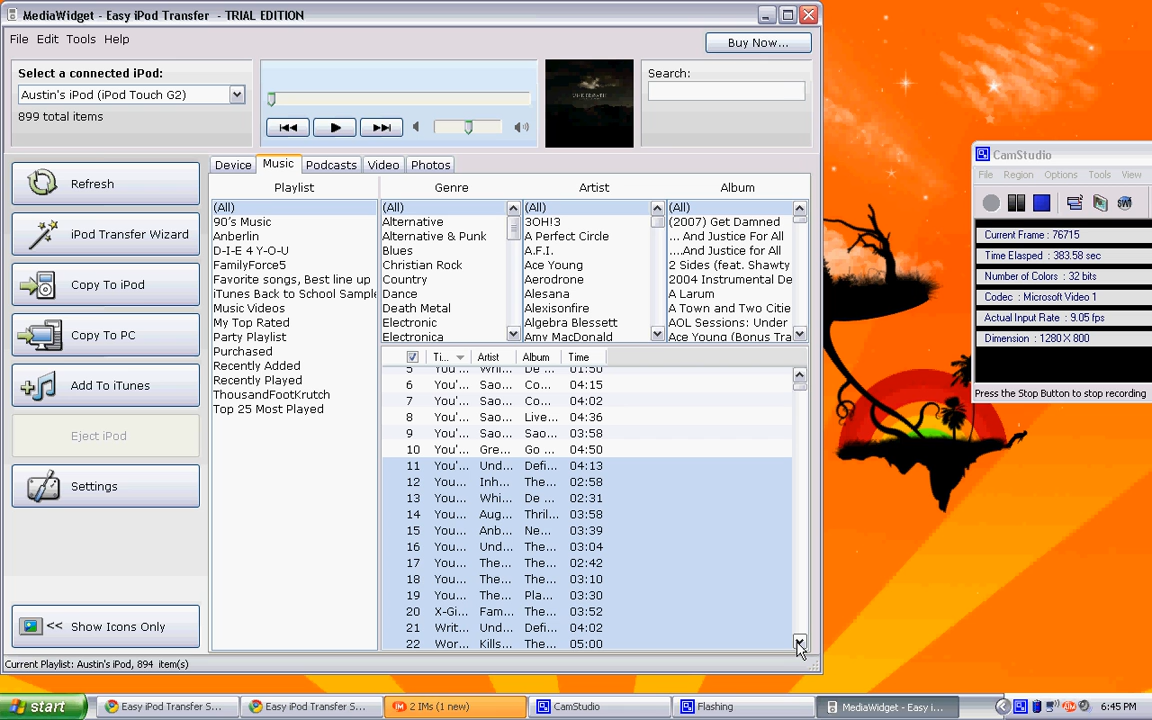 MediaWidget - Easy iPod Transfer - TRIAL EDITION
File Edit Tools Help
Buy Now...
Select a connected iPod:
Austin's iPod (iPod Touch G2)
899 total items
Search:
Refresh
iPod Transfer Wizard
Copy To iPod
Copy To PC
Add To iTunes
Eject iPod
Settings
<< Show Icons Only
Device Music Podcasts Video Photos
Playlist
(All)
90's Music
Anberlin
D-I-E 4 Y-O-U
FamilyForce5
Favorite songs, Best line up
iTunes Back to School Sample
Music Videos
My Top Rated
Party Playlist
Purchased
Recently Added
Recently Played
ThousandFootKrutch
Top 25 Most Played
Genre
(All)
Alternative
Alternative & Punk
Blues
Christian Rock
Country
Dance
Death Metal
Electronic
Electronica
Artist
(All)
3OH!3
A Perfect Circle
A.F.I.
Ace Young
Aerodrone
Alesana
Alexisonfire
Algebra Blessett
Amy MacDonald
Album
(All)
(2007) Get Damned
... And Justice For All
....And Justice for All
2 Sides (feat. Shawty
2004 Instrumental De
A Larum
A Town and Two Citie
AOL Sessions: Under
Ace Young (Bonus Tra
Ti... Artist Album Time
5 You' Whi... De ... 01:50
6 You'... Sao... Co... 04:15
7 You'... Sao... Co... 04:02
8 You'... Sao... Live... 04:36
9 You'... Sao... Sao... 03:58
10 You'... Gre... Go ... 04:50
11 You'... Und... Defi... 04:13
12 You... Inh... The... 02:58
13 You... Whi... De ... 02:31
14 You... Aug... Thril... 03:58
15 You... Anb... Ne... 03:39
16 You... Und... The... 03:04
17 You... The... The... 02:42
18 You... The... The... 03:10
19 You... The... Pla... 03:30
20 X-Gi... Fam... The... 03:52
21 Writ... Und... Defi... 04:02
22 Wor... Kills... The... 05:00
Current Playlist: Austin's iPod, 894 item(s)
CamStudio
File Region Options Tools View
SWF
Current Frame : 76715
Time Elasped : 383.58 sec
Number of Colors : 32 bits
Codec : Microsoft Video 1
Actual Input Rate : 9.05 fps
Dimension : 1280 X 800
Press the Stop Button to stop recording
start
Easy iPod Transfer S...
Easy iPod Transfer S...
2 IMs (1 new)
CamStudio
Flashing
MediaWidget - Easy i...
6:45 PM